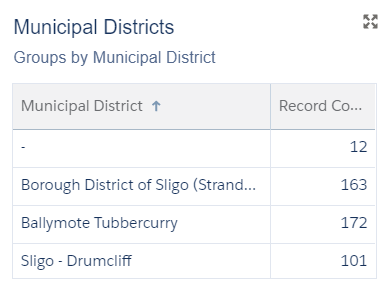 Municipal Districts
Groups by Municipal District
Municipal District ↑ Record Co...
- 12
Borough District of Sligo (Strand... 163
Ballymote Tubbercurry 172
Sligo - Drumcliff 101